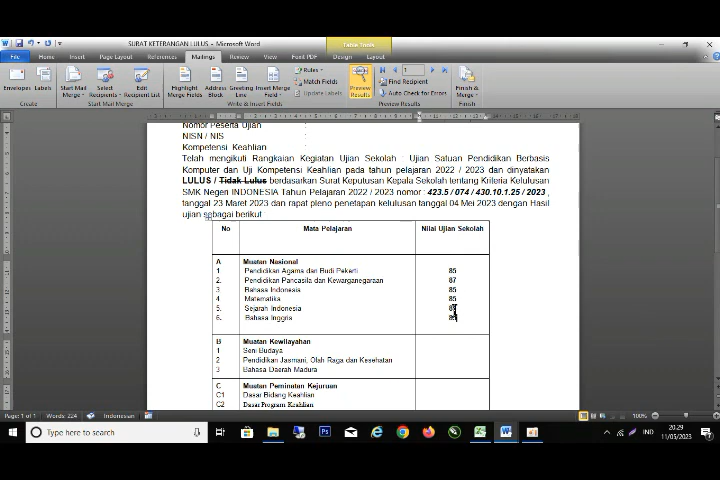 SURAT KETERANGAN LULUS - Microsoft Word
Table Tools
File Home Insert Page Layout References Mailings Review View Foxit PDF Design Layout
Envelopes Labels Start Mail Merge Select Recipients Edit Recipient List Highlight Merge Fields Address Block Greeting Line Insert Merge Field Rules Match Fields Update Labels Preview Results 1 Find Recipient Auto Check for Errors Finish & Merge
Create Start Mail Merge Write & Insert Fields Preview Results Finish
Nomor Peserta Ujian :
NISN / NIS :
Kompetensi Keahlian :
Telah mengikuti Rangkaian Kegiatan Ujian Sekolah : Ujian Satuan Pendidikan Berbasis
Komputer dan Uji Kompetensi Keahlian pada tahun pelajaran 2022 / 2023 dan dinyatakan
LULUS / Tidak Lulus berdasarkan Surat Keputusan Kepala Sekolah tentang Kriteria Kelulusan
SMK Negeri INDONESIA Tahun Pelajaran 2022 / 2023 nomor : 423.5 / 074 / 430.10.1.25 / 2023 ,
tanggal 23 Maret 2023 dan rapat pleno penetapan kelulusan tanggal 04 Mei 2023 dengan Hasil
ujian sebagai berikut :
No Mata Pelajaran Nilai Ujian Sekolah
A Muatan Nasional
1 Pendidikan Agama dan Budi Pekerti 85
2. Pendidikan Pancasila dan Kewarganegaraan 87
3 Bahasa Indonesia 85
4 Matematika 85
5. Sejarah Indonesia
6. Bahasa Inggris
B Muatan Kewilayahan
1 Seni Budaya
2 Pendidikan Jasmani, Olah Raga dan Kesehatan
3 Bahasa Daerah Madura
C Muatan Peminatan Kejuruan
C1 Dasar Bidang Keahlian
C2 Dasar Program Keahlian
Page: 1 of 1 Words: 224 Indonesian 100%
Type here to search IND 20.29
11/05/2023